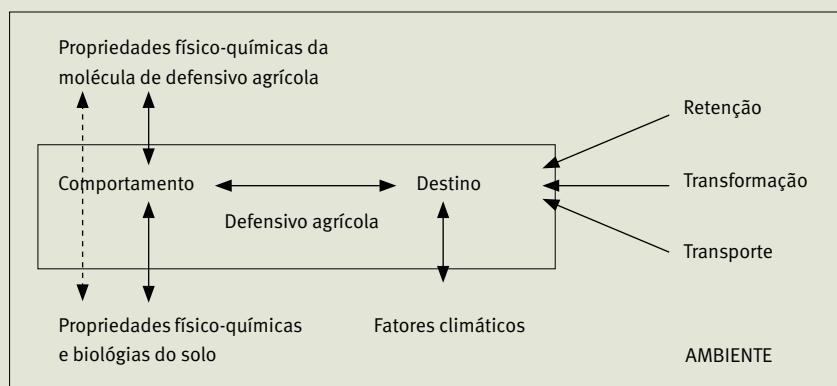 Propriedades físico-químicas da
molécula de defensivo agrícola
Retenção
Comportamento
Destino
Transformação
Defensivo agrícola
Transporte
Propriedades físico-químicas
e biológias do solo
Fatores climáticos
AMBIENTE